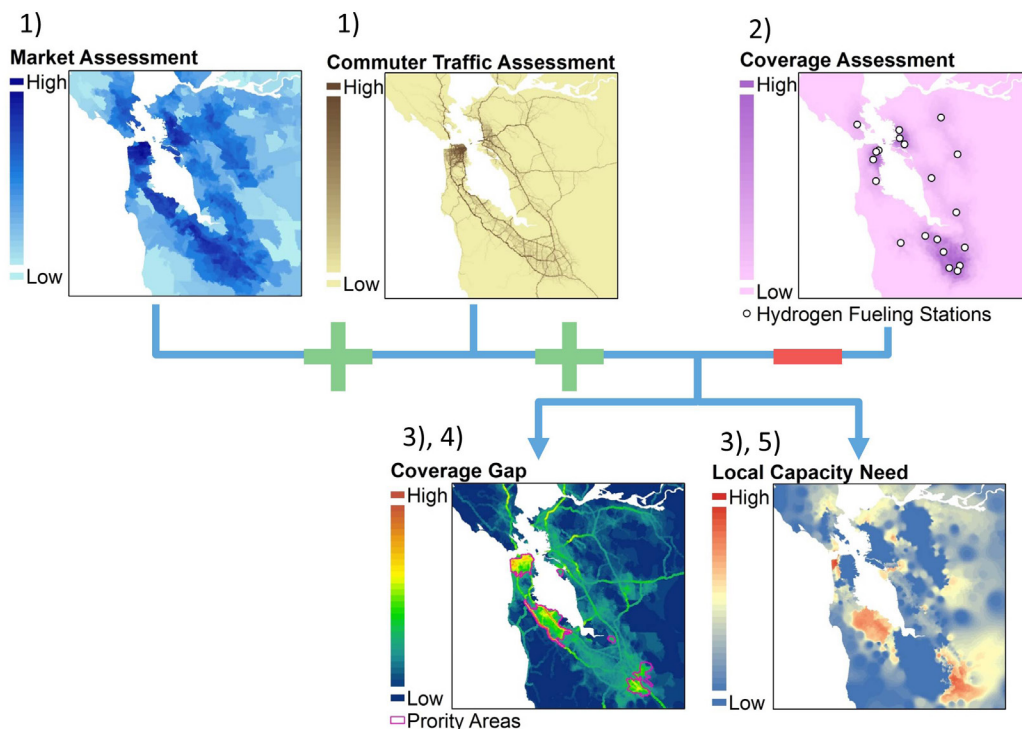 1)
Market Assessment
High
Low
1)
Commuter Traffic Assessment
High
Low
2)
Coverage Assessment
High
Low
Hydrogen Fueling Stations
3), 4)
Coverage Gap
High
Low
Prority Areas
3), 5)
Local Capacity Need
High
Low